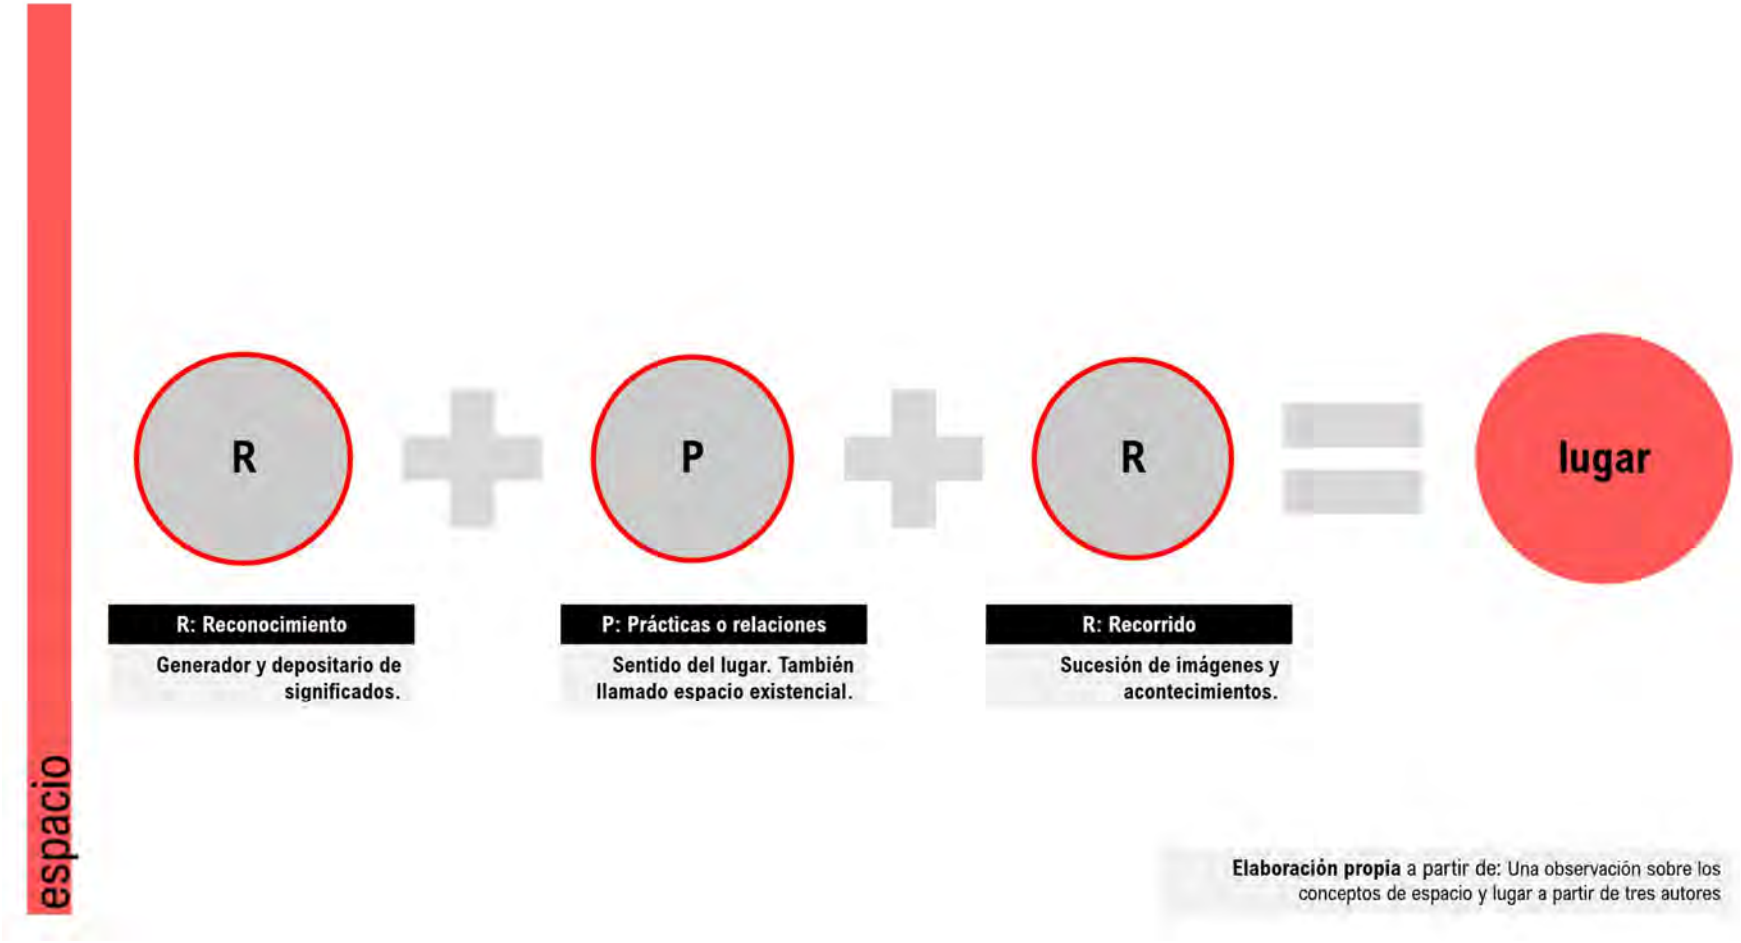 espacio
R
P
R
lugar
R: Reconocimiento
Generador y depositario de
significados.
P: Prácticas o relaciones
Sentido del lugar. También
llamado espacio existencial.
R: Recorrido
Sucesión de imágenes y
acontecimientos.
Elaboración propia a partir de: Una observación sobre los
conceptos de espacio y lugar a partir de tres autores